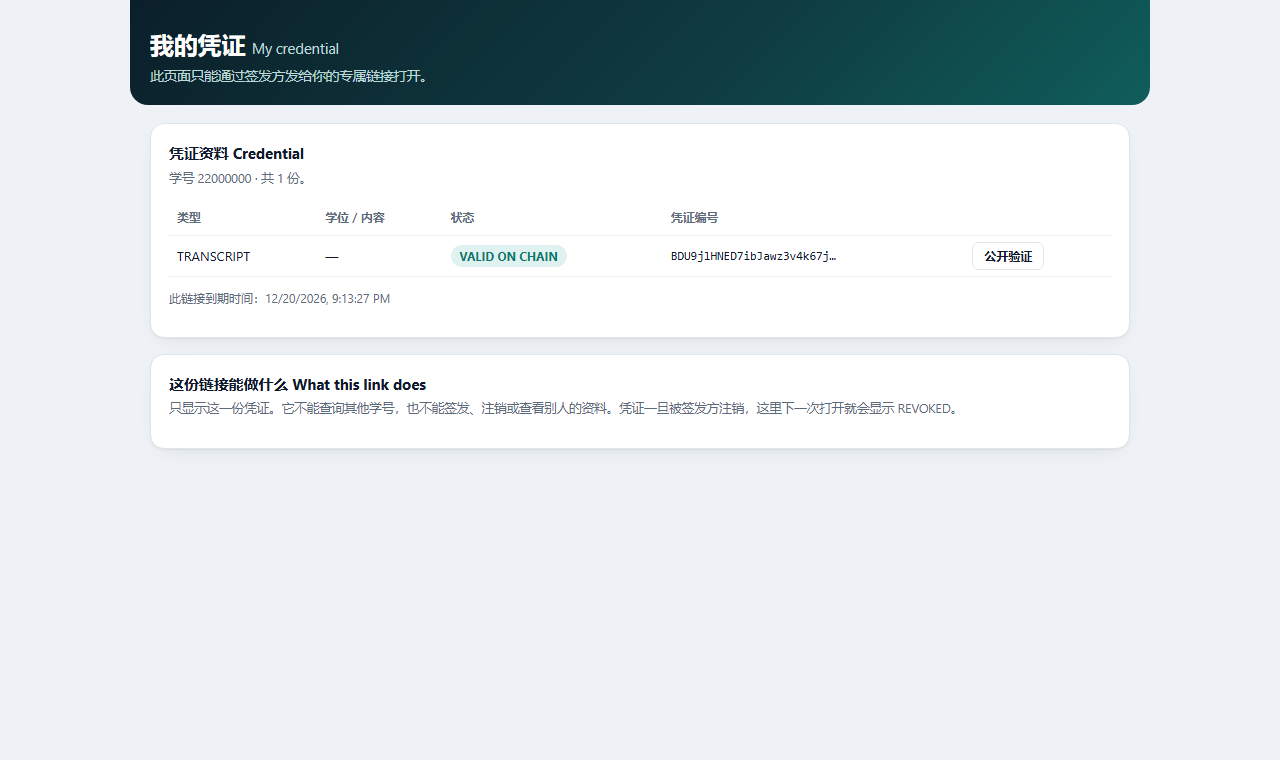 我的凭证 My credential
此页面只能通过签发方发给你的专属链接打开。
凭证资料 Credential
学号 22000000 · 共 1 份。
类型 学位 / 内容 状态 凭证编号
TRANSCRIPT — VALID ON CHAIN BDU9j1HNED7ibJawz3v4k67j… 公开验证
此链接到期时间：12/20/2026, 9:13:27 PM
这份链接能做什么 What this link does
只显示这一份凭证。它不能查询其他学号，也不能签发、注销或查看别人的资料。凭证一旦被签发方注销，这里下一次打开就会显示 REVOKED。